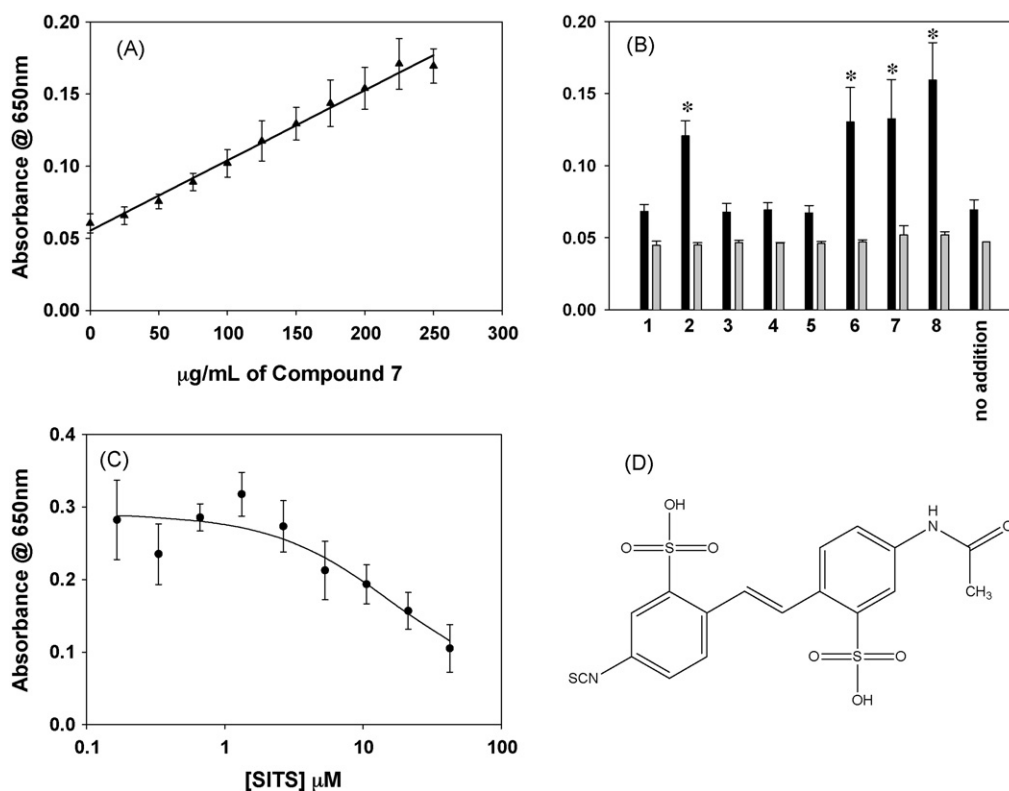 (A)
Absorbance @ 650nm
0.20
0.15
0.10
0.05
0.00
0 50 100 150 200 250 300
μg/mL of Compound 7
(B)
0.20
0.15
0.10
0.05
0.00
* * * *
1 2 3 4 5 6 7 8 no addition
(C)
Absorbance @ 650nm
0.4
0.3
0.2
0.1
0.0
0.1 1 10 100
[SITS] μM
(D)
OH
O S O
H
N O
CH3
SCN
O S O
OH